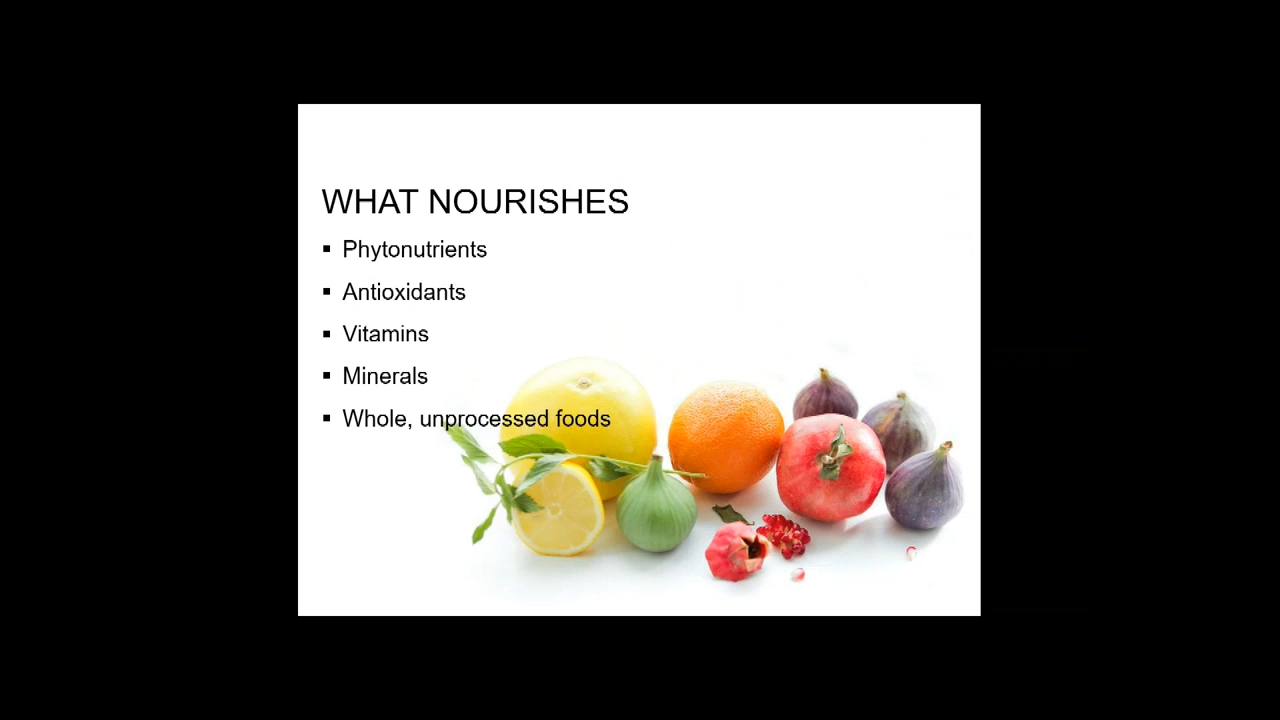 WHAT NOURISHES
▪ Phytonutrients
▪ Antioxidants
▪ Vitamins
▪ Minerals
▪ Whole, unprocessed foods